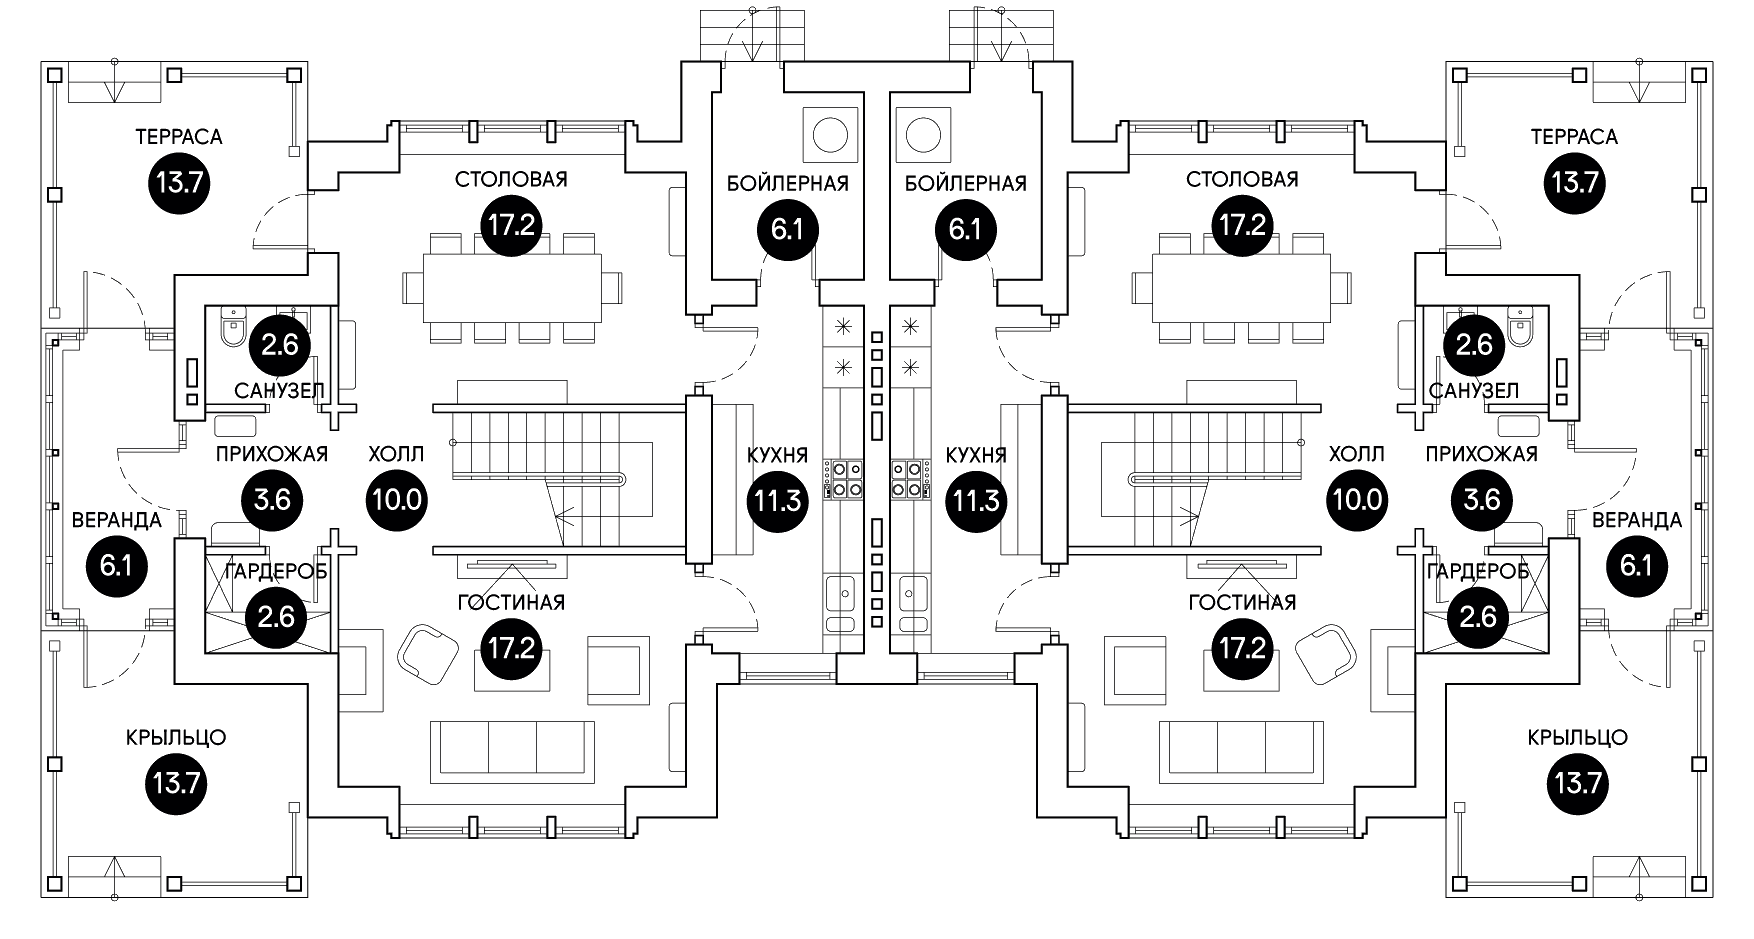 ТЕРРАСА
13.7
СТОЛОВАЯ
17.2
БОЙЛЕРНАЯ
6.1
БОЙЛЕРНАЯ
6.1
СТОЛОВАЯ
17.2
ТЕРРАСА
13.7
2.6
САНУЗЕЛ
2.6
САНУЗЕЛ
ПРИХОЖАЯ
3.6
ХОЛЛ
10.0
КУХНЯ
11.3
КУХНЯ
11.3
ХОЛЛ
10.0
ПРИХОЖАЯ
3.6
ВЕРАНДА
6.1
ВЕРАНДА
6.1
ГАРДЕРОБ
2.6
ГОСТИНАЯ
17.2
ГОСТИНАЯ
17.2
ГАРДЕРОБ
2.6
КРЫЛЬЦО
13.7
КРЫЛЬЦО
13.7